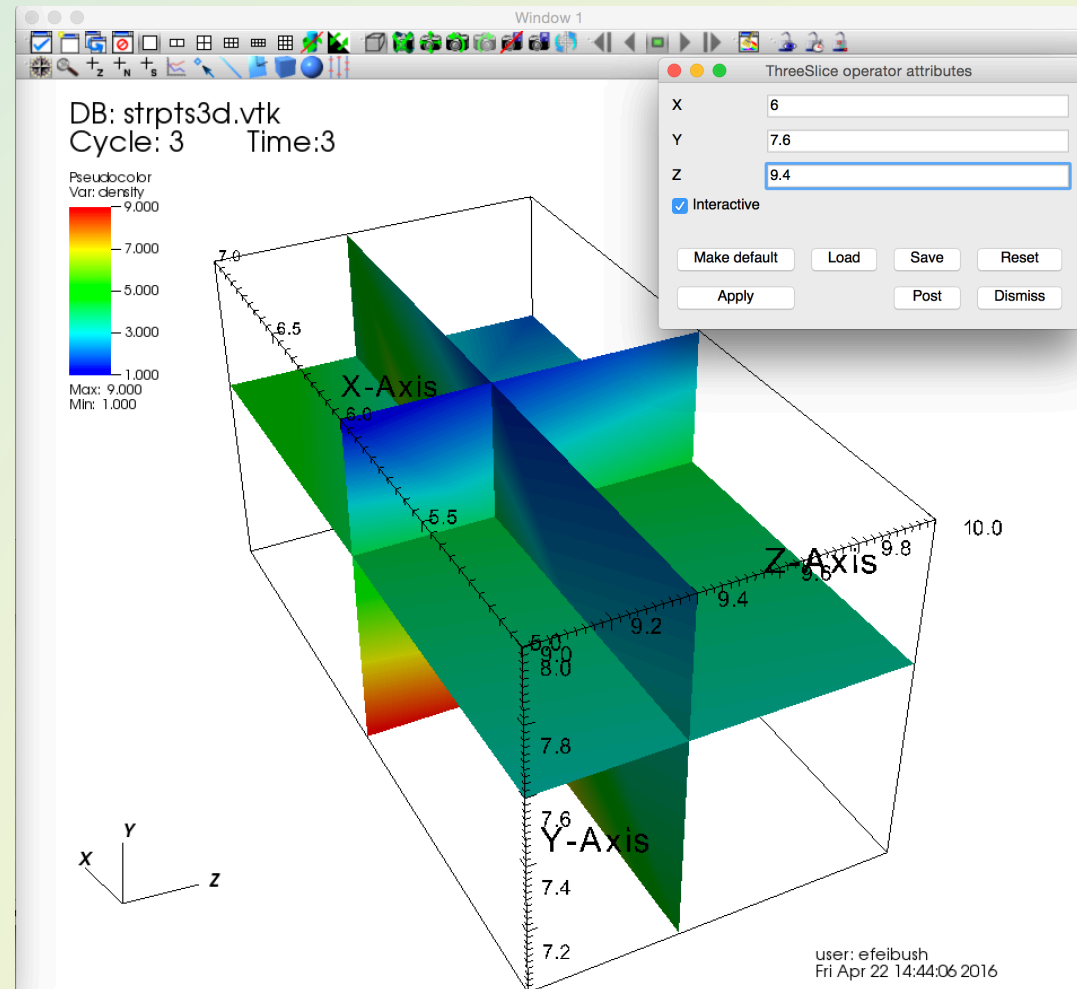 Window 1
ThreeSlice operator attributes
X 6
Y 7.6
Z 9.4
Interactive
Make default Load Save Reset
Apply Post Dismiss
DB: strpts3d.vtk
Cycle: 3 Time:3
Pseudocolor
Var: density
9.000
7.000
5.000
3.000
1.000
Max: 9.000
Min: 1.000
7.0
6.5
X-Axis
6.0
5.5
5.0
Z-Axis
10.0
9.8
9.6
9.4
9.2
9.0
8.0
7.8
7.6
Y-Axis
7.4
7.2
Y
X
Z
user: efeibush
Fri Apr 22 14:44:06 2016